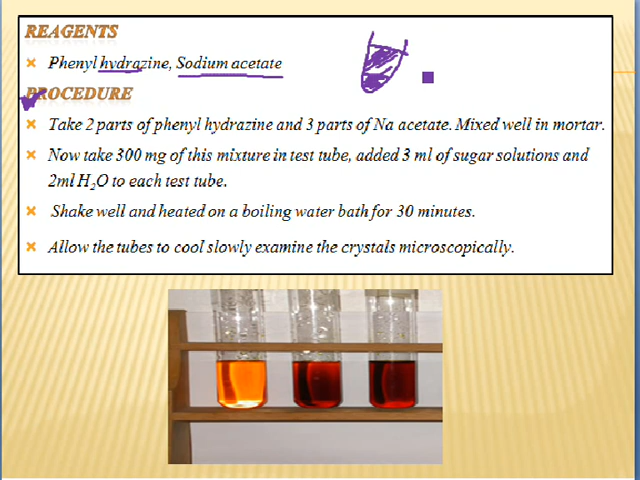 REAGENTS
Phenyl hydrazine, Sodium acetate
PROCEDURE
Take 2 parts of phenyl hydrazine and 3 parts of Na acetate. Mixed well in mortar.
Now take 300 mg of this mixture in test tube, added 3 ml of sugar solutions and
2ml H₂O to each test tube.
Shake well and heated on a boiling water bath for 30 minutes.
Allow the tubes to cool slowly examine the crystals microscopically.